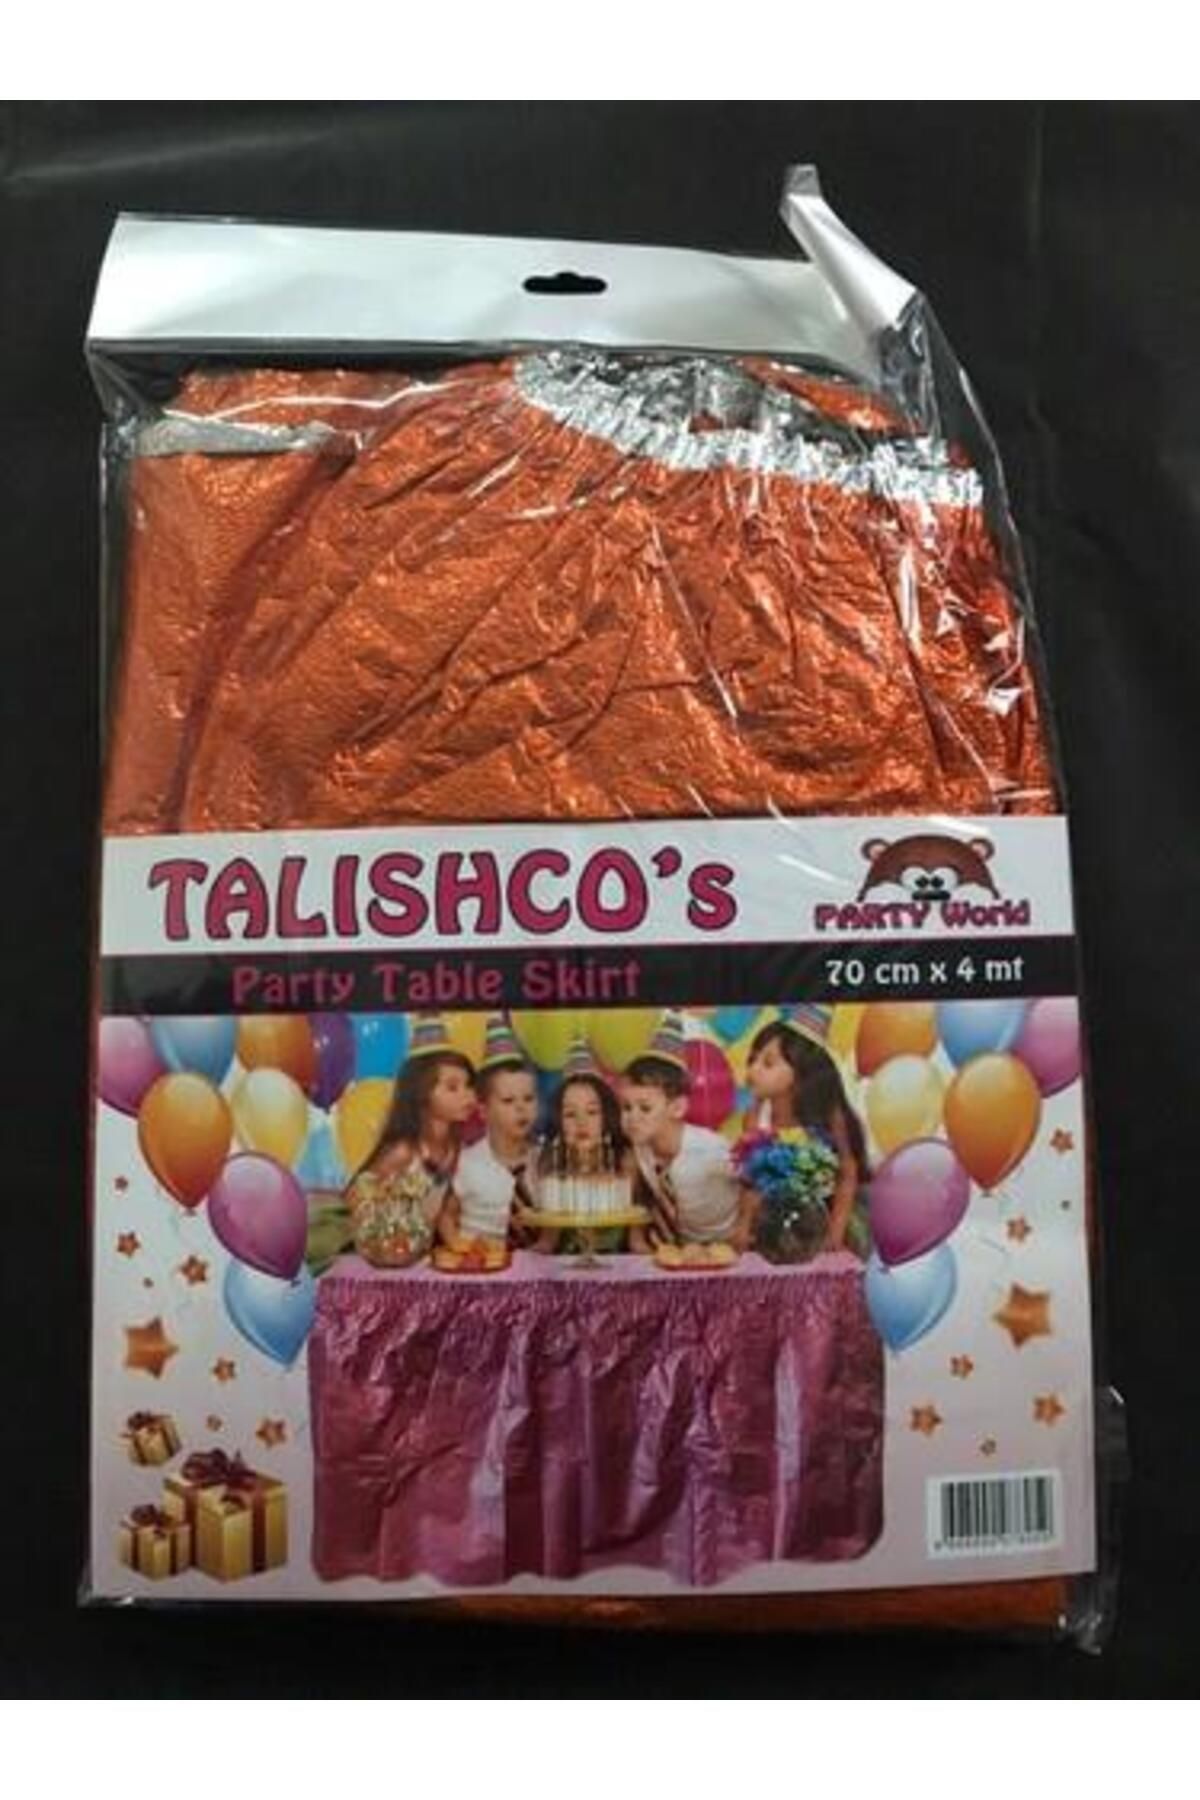 TALISHCO's
PARTY World
Party Table Skirt
70 cm x 4 mt